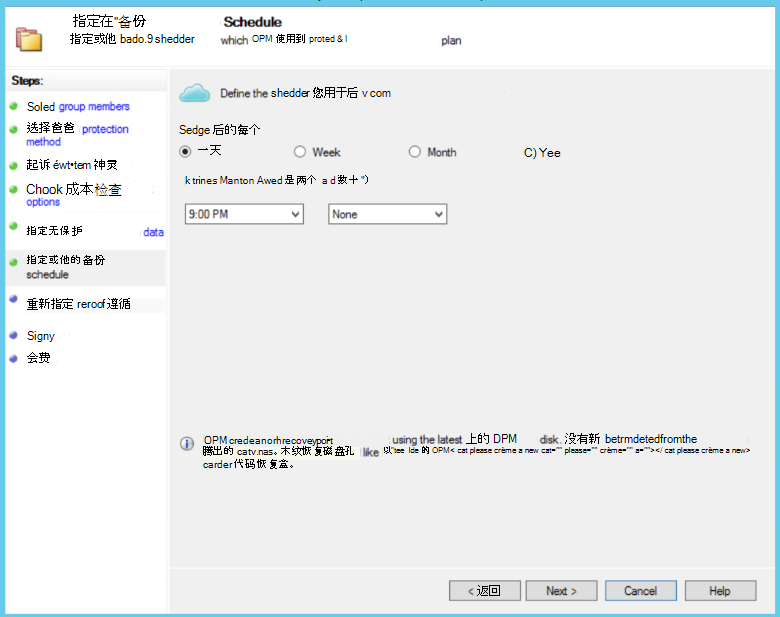 指定在"备份 Schedule
指定或他 bado.9 shedder which OPM 使用到 proted & l plan
Steps:
Soled group members
选择爸爸 protection
method
起诉 éwt•tem 神灵
Chook 成本检查
options
指定无保护 data
指定或他的备份
schedule
重新指定 reroof 遵循
Signy
会费
Define the shedder 您用于后 v com
Sedge 后的每个
一天 Week Month C) Yee
k trines Manton Awed 是两个 a d 数十 ")
9:00 PM None
OPM credeanorhrecoveyport using the latest 上的 DPM disk. 没有新 betrmdetedfromthe
腾出的 catv.nas。木纹恢复磁盘孔 like 以"tee Ide 的 OPM< cat please crème a new cat="" please="" crème="" a=""></ cat please crème a new>
carder代码恢复盒。
< 返回 Next > Cancel Help